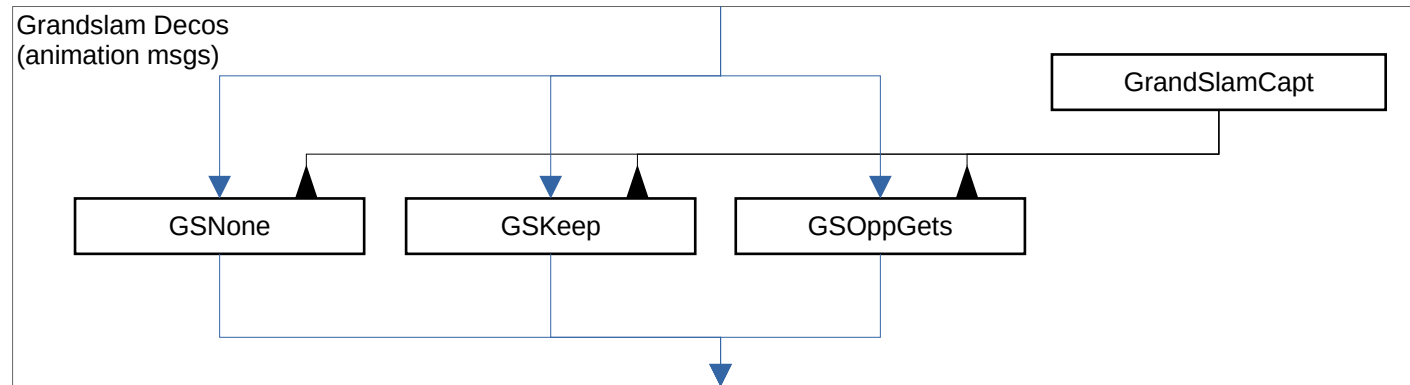 Grandslam Decos
(animation msgs)
GrandSlamCapt
GSNone
GSKeep
GSOppGets